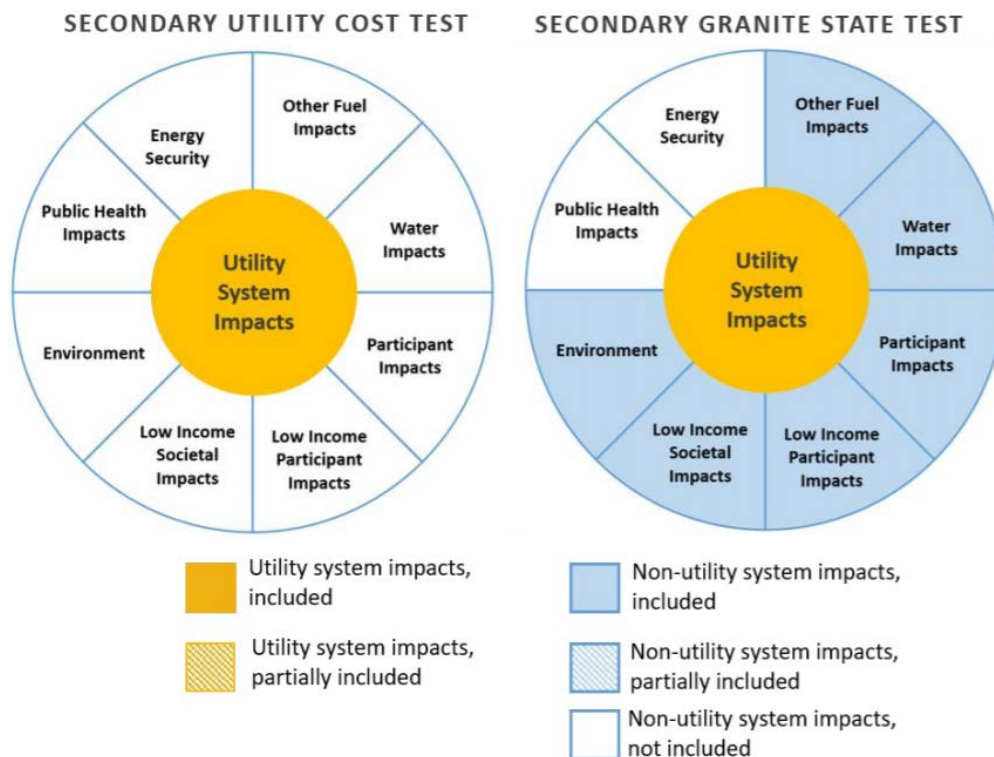 SECONDARY UTILITY COST TEST
Other Fuel
Impacts
Energy
Security
Public Health
Impacts
Water
Impacts
Utility
System
Impacts
Environment
Participant
Impacts
Low Income
Societal
Impacts
Low Income
Participant
Impacts
SECONDARY GRANITE STATE TEST
Other Fuel
Impacts
Energy
Security
Public Health
Impacts
Water
Impacts
Utility
System
Impacts
Environment
Participant
Impacts
Low Income
Societal
Impacts
Low Income
Participant
Impacts
Utility system impacts,
included
Utility system impacts,
partially included
Non-utility system impacts,
included
Non-utility system impacts,
partially included
Non-utility system impacts,
not included